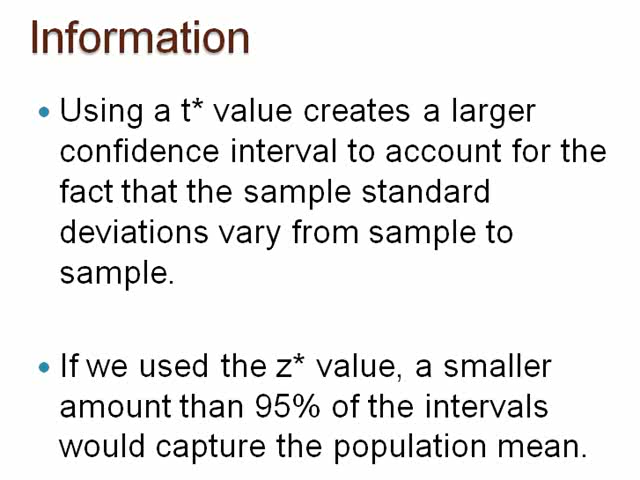 Information
• Using a t* value creates a larger
confidence interval to account for the
fact that the sample standard
deviations vary from sample to
sample.
• If we used the z* value, a smaller
amount than 95% of the intervals
would capture the population mean.